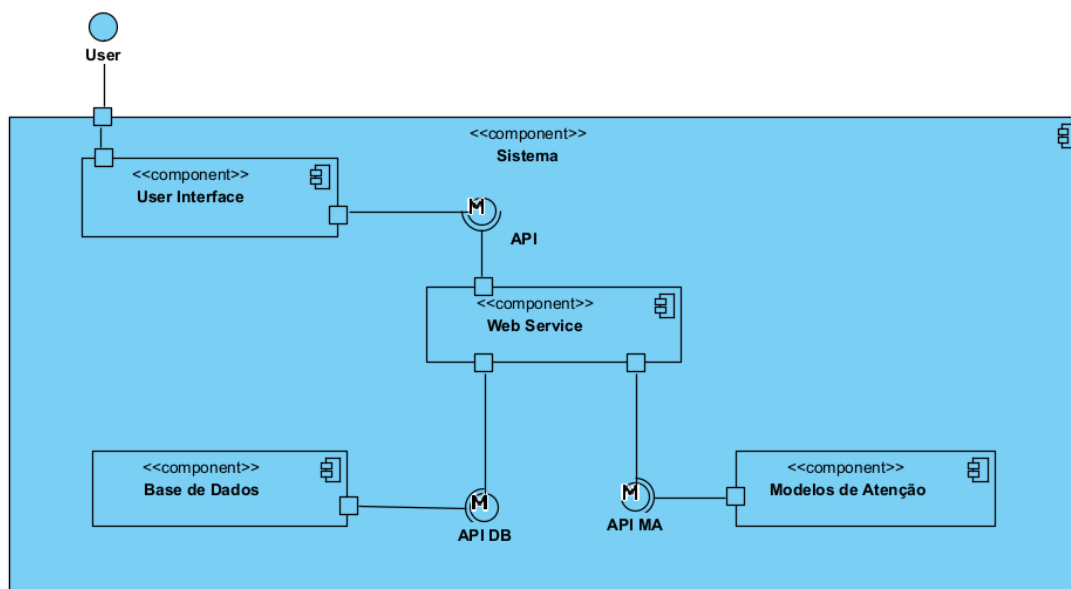 User
<<component>>
Sistema
<<component>>
User Interface
M
API
<<component>>
Web Service
<<component>>
Base de Dados
M
API DB
M
API MA
<<component>>
Modelos de Atenção